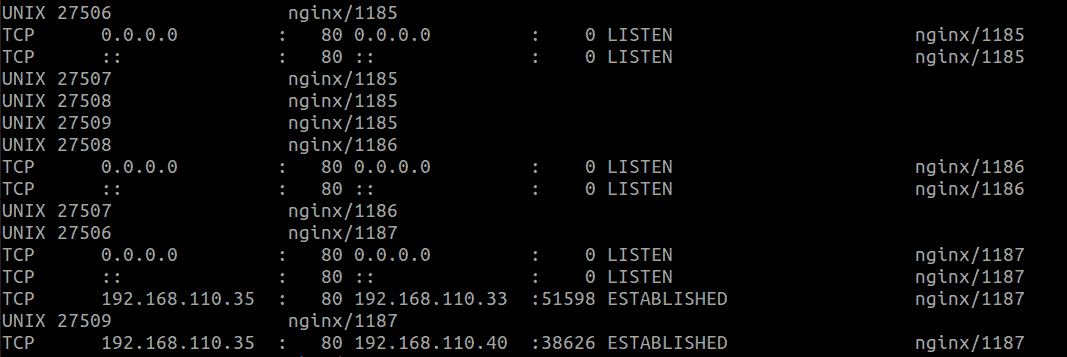 UNIX 27506                nginx/1185
TCP      0.0.0.0         :   80 0.0.0.0         :    0 LISTEN                      nginx/1185
TCP      ::              :   80 ::              :    0 LISTEN                      nginx/1185
UNIX 27507                nginx/1185
UNIX 27508                nginx/1185
UNIX 27509                nginx/1185
UNIX 27508                nginx/1186
TCP      0.0.0.0         :   80 0.0.0.0         :    0 LISTEN                      nginx/1186
TCP      ::              :   80 ::              :    0 LISTEN                      nginx/1186
UNIX 27507                nginx/1186
UNIX 27506                nginx/1187
TCP      0.0.0.0         :   80 0.0.0.0         :    0 LISTEN                      nginx/1187
TCP      ::              :   80 ::              :    0 LISTEN                      nginx/1187
TCP      192.168.110.35  :   80 192.168.110.33  :51598 ESTABLISHED                 nginx/1187
UNIX 27509                nginx/1187
TCP      192.168.110.35  :   80 192.168.110.40  :38626 ESTABLISHED                 nginx/1187